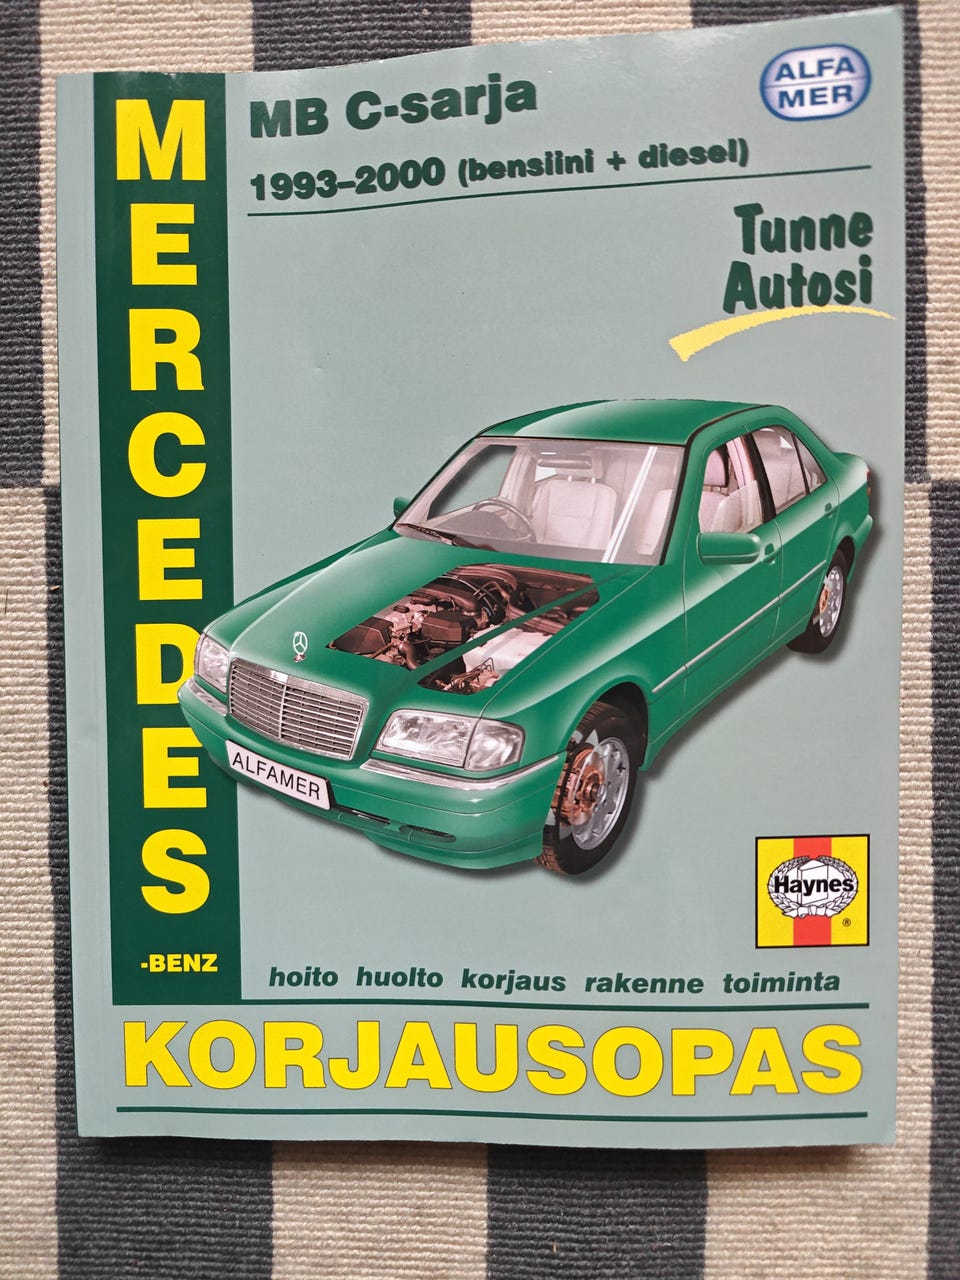 MERCEDES
-BENZ
MB C-sarja
1993-2000 (bensiini + diesel)
ALFA
MER
Tunne
Autosi
ALFAMER
Haynes
®
hoito huolto korjaus rakenne toiminta
KORJAUSOPAS